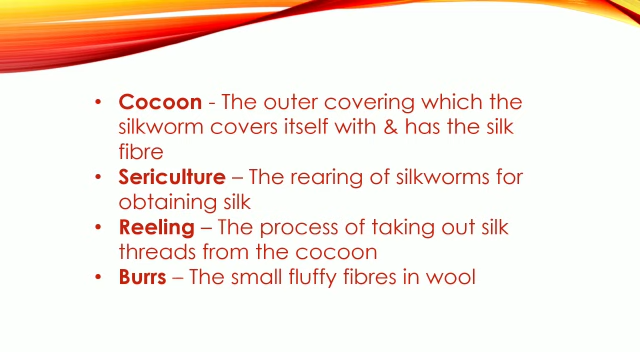 • Cocoon - The outer covering which the
silkworm covers itself with & has the silk
fibre
• Sericulture – The rearing of silkworms for
obtaining silk
• Reeling – The process of taking out silk
threads from the cocoon
• Burrs – The small fluffy fibres in wool